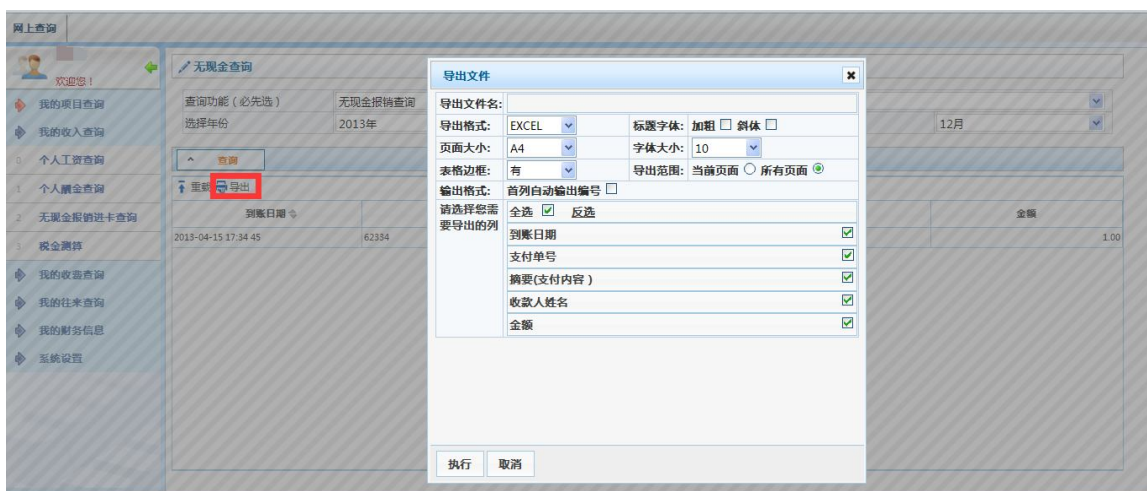 网上查询
欢迎您！
我的项目查询
我的收入查询
0 个人工资查询
1 个人酬金查询
2 无现金报销进卡查询
3 税金测算
我的收费查询
我的往来查询
我的财务信息
系统设置
无现金查询
查询功能（必先选） 无现金报销查询
选择年份 2013年 12月
查询
重载 导出
到账日期 金额
2013-04-15 17:34 45 62334 1.00
导出文件
导出文件名:
导出格式: EXCEL 标题字体: 加粗 斜体
页面大小: A4 字体大小: 10
表格边框: 有 导出范围: 当前页面 所有页面
输出格式: 首列自动输出编号
请选择您需要导出的列 全选 反选
到账日期
支付单号
摘要(支付内容）
收款人姓名
金额
执行 取消